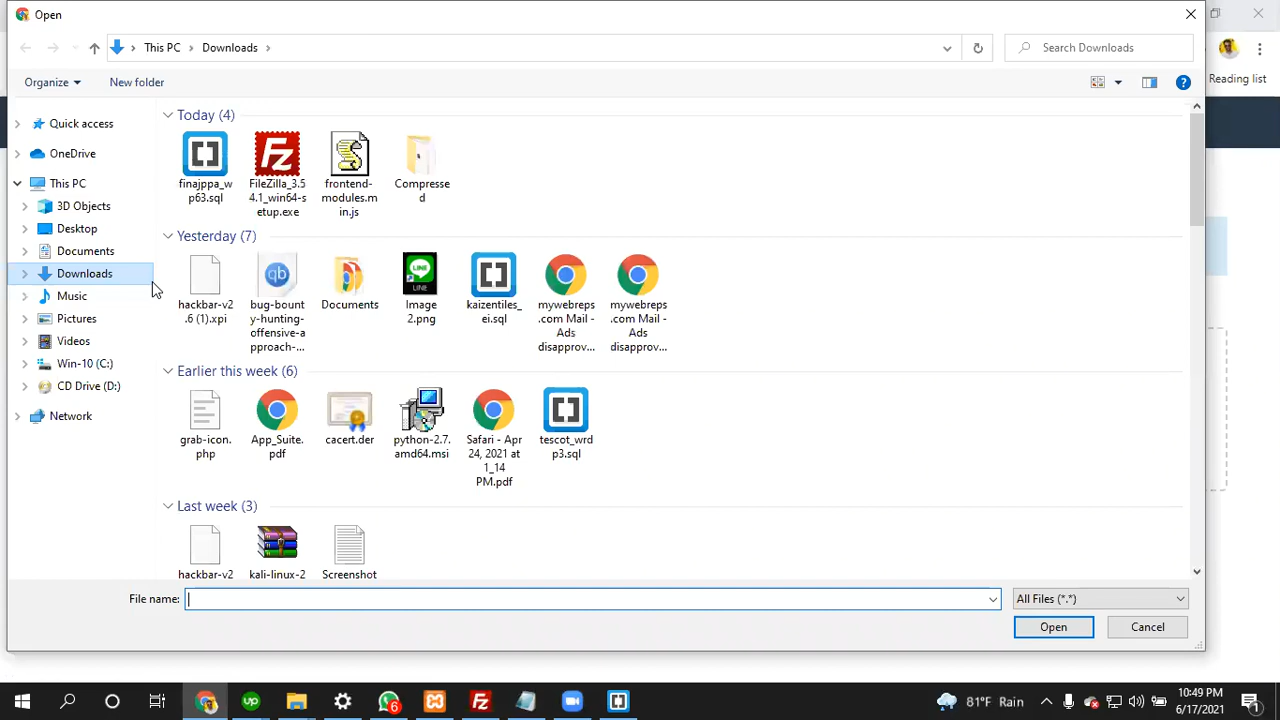 Open
This PC
Downloads
Search Downloads
Reading list
Organize
New folder
Quick access
OneDrive
This PC
3D Objects
Desktop
Documents
Downloads
Music
Pictures
Videos
Win-10 (C:)
CD Drive (D:)
Network
Today (4)
finajppa_w
p63.sql
FileZilla_3.5
4.1_win64-s
etup.exe
frontend-
modules.mi
n.js
Compresse
d
Yesterday (7)
hackbar-v2
.6 (1).xpi
bug-bount
y-hunting-
offensive-a
pproach-...
Documents
LINE
LINE
Image
2.png
kaizentiles_
ei.sql
mywebreps
.com Mail -
Ads
disapprov...
mywebreps
.com Mail -
Ads
disapprov...
Earlier this week (6)
grab-icon.
php
App_Suite.
pdf
cacert.der
python-2.7.
amd64.msi
Safari - Apr
24, 2021 at
1_14
PM.pdf
tescot_wrd
p3.sql
Last week (3)
hackbar-v2
kali-linux-2
Screenshot
File name:
All Files (*.*)
Open
Cancel
up
6
81°F Rain
10:49 PM
6/17/2021
1